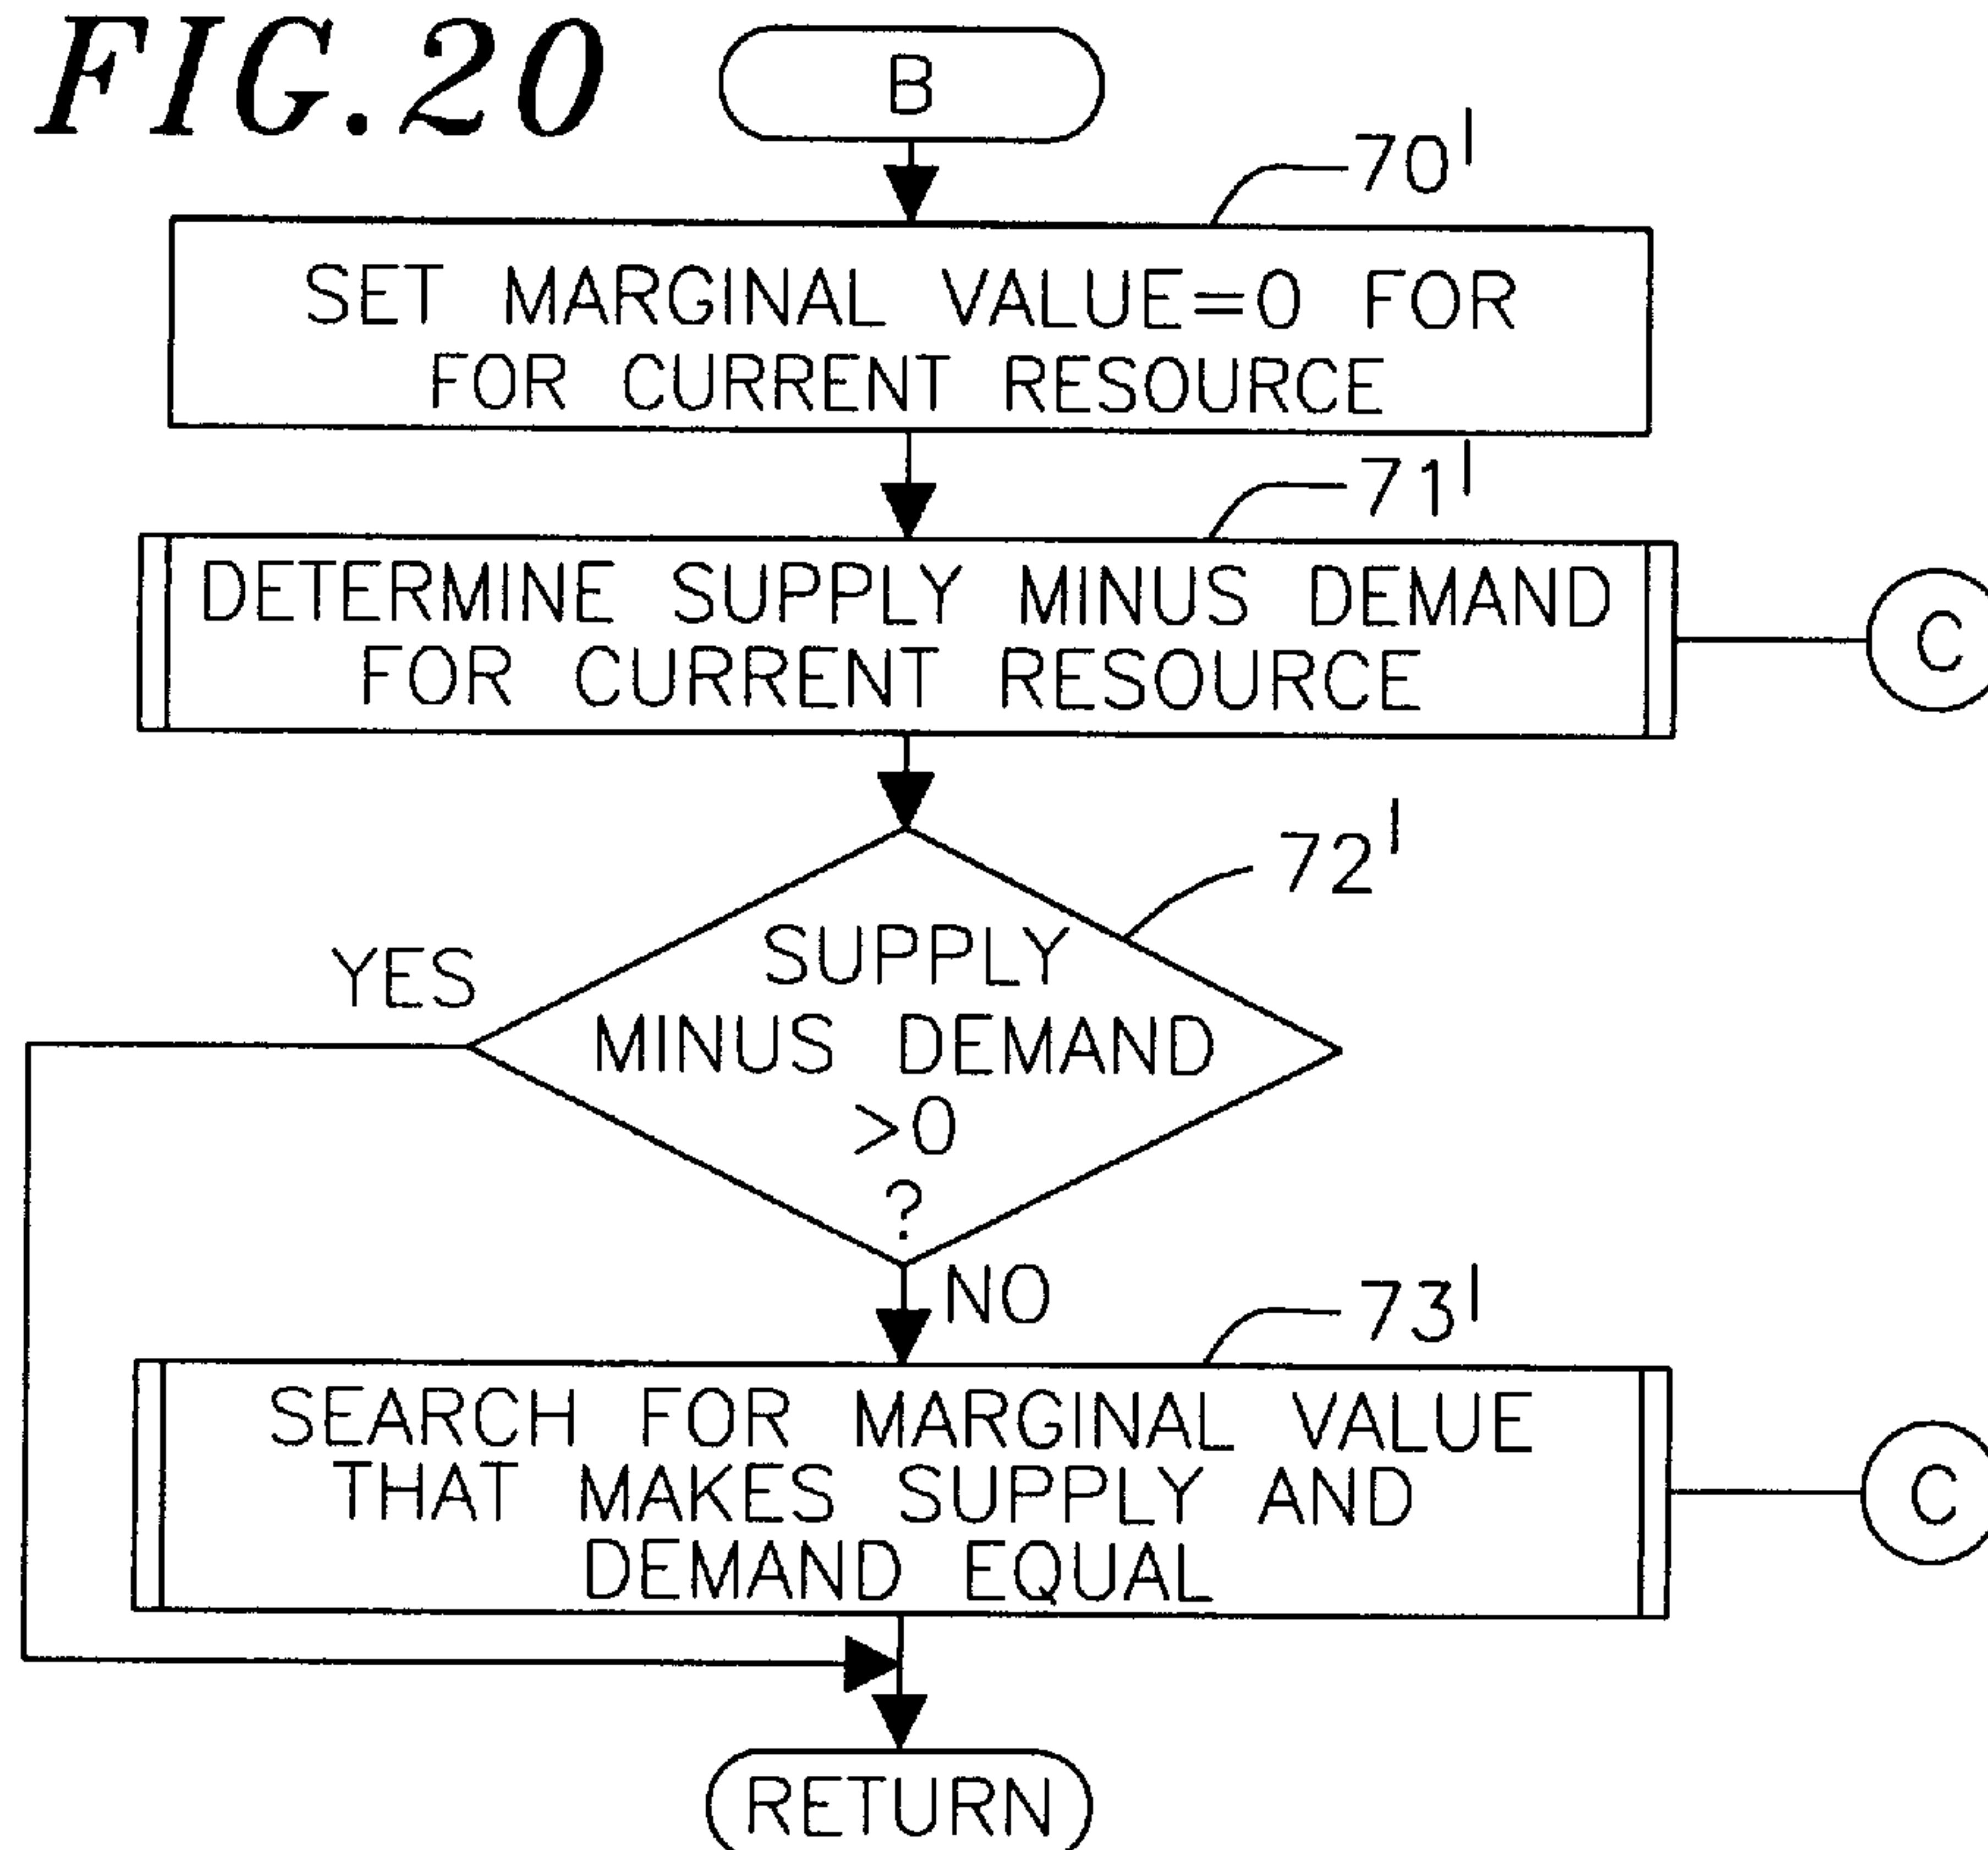 FIG.20
B
70'
SET MARGINAL VALUE=0 FOR
FOR CURRENT RESOURCE
71'
DETERMINE SUPPLY MINUS DEMAND
FOR CURRENT RESOURCE
C
72'
YES
SUPPLY
MINUS DEMAND
>0
?
NO
73'
SEARCH FOR MARGINAL VALUE
THAT MAKES SUPPLY AND
DEMAND EQUAL
C
RETURN